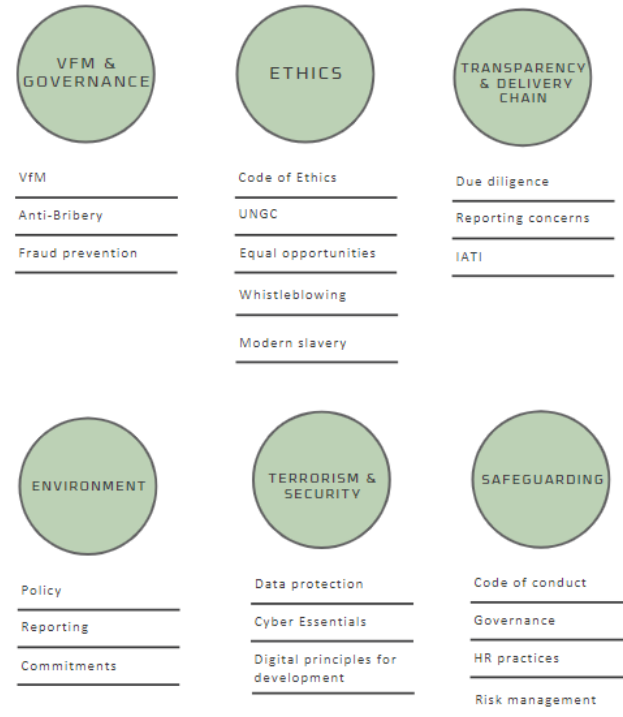 VFM &
GOVERNANCE
VfM
Anti-Bribery
Fraud prevention
ETHICS
Code of Ethics
UNGC
Equal opportunities
Whistleblowing
Modern slavery
TRANSPARENCY
& DELIVERY
CHAIN
Due diligence
Reporting concerns
IATI
ENVIRONMENT
Policy
Reporting
Commitments
TERRORISM &
SECURITY
Data protection
Cyber Essentials
Digital principles for
development
SAFEGUARDING
Code of conduct
Governance
HR practices
Risk management